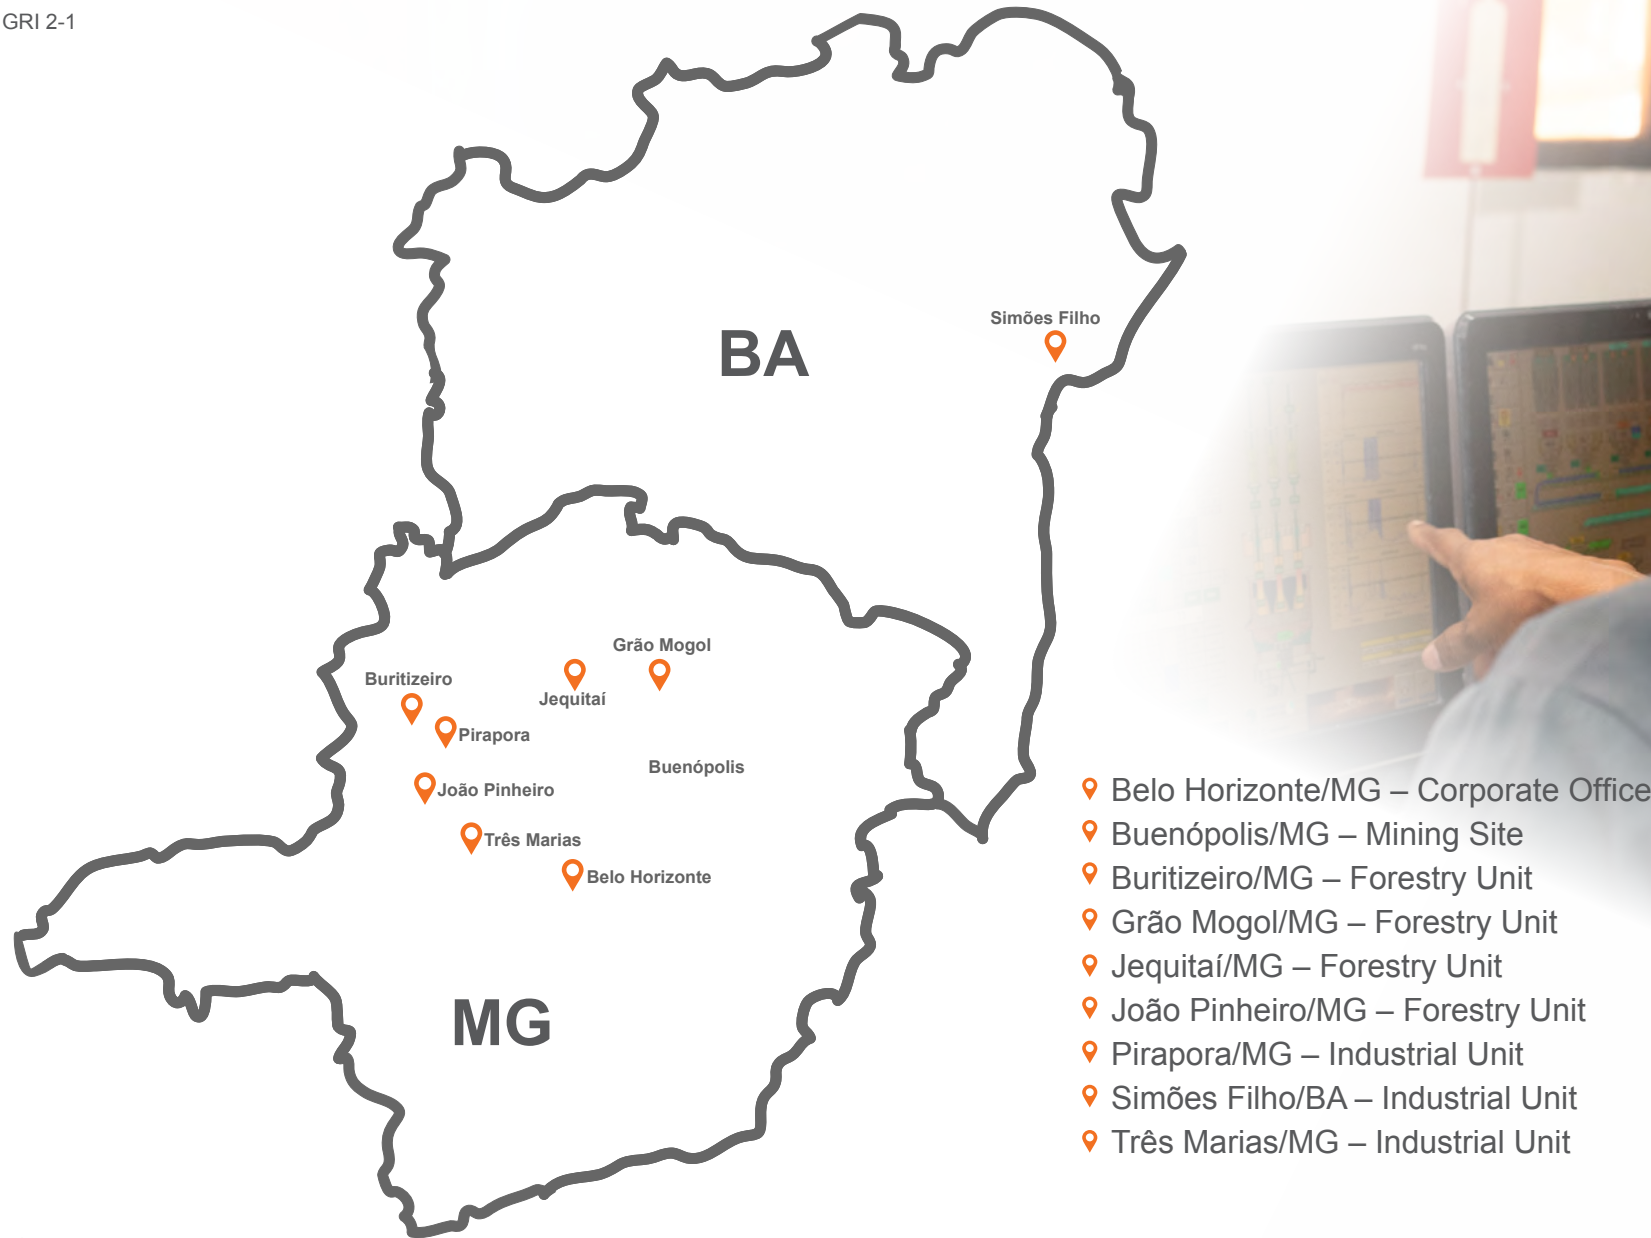 GRI 2-1
BA
Simões Filho
Grão Mogol
Jequitaí
Buritizeiro
Pirapora
Buenópolis
João Pinheiro
Três Marias
Belo Horizonte
MG
Belo Horizonte/MG – Corporate Office
Buenópolis/MG – Mining Site
Buritizeiro/MG – Forestry Unit
Grão Mogol/MG – Forestry Unit
Jequitaí/MG – Forestry Unit
João Pinheiro/MG – Forestry Unit
Pirapora/MG – Industrial Unit
Simões Filho/BA – Industrial Unit
Três Marias/MG – Industrial Unit